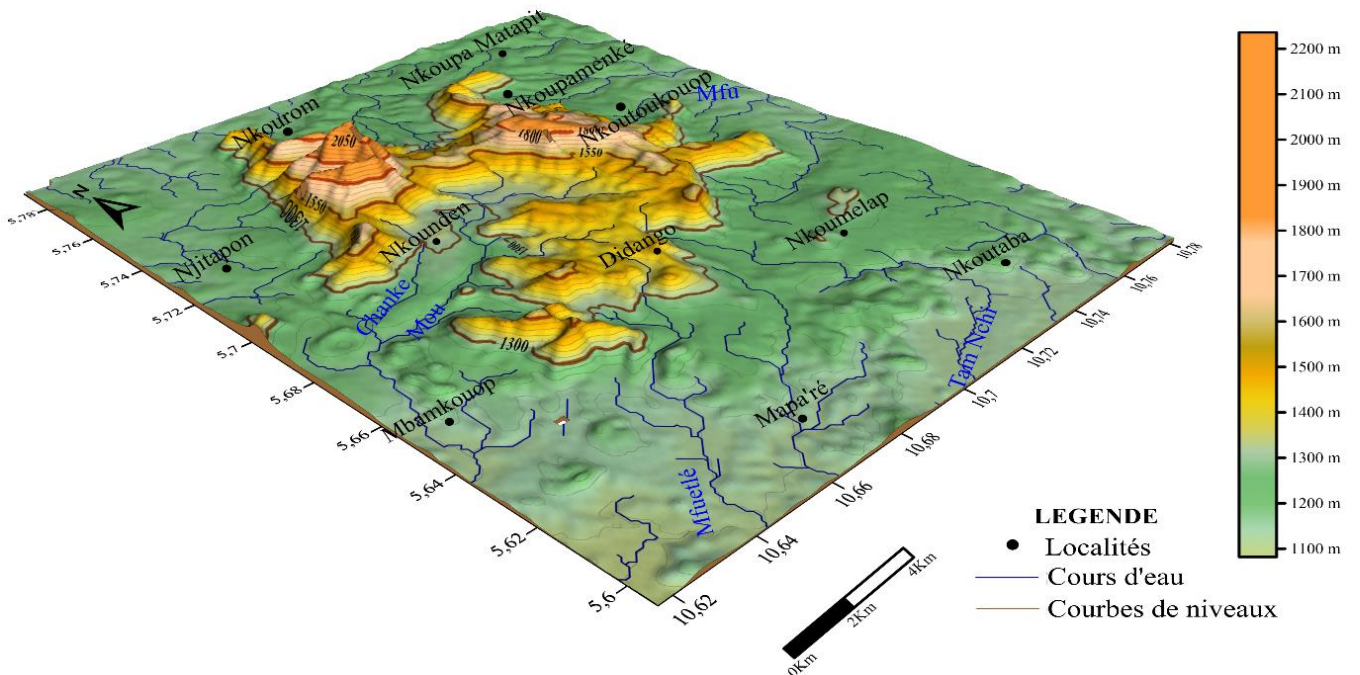 Nkoupa Matapit
Nkoupamenké
Nkoutoukouop
Mfu
Nkourom
2050
1800
1550
1550
1300
N
Njitapon
Nkounden
1300
Didango
Nkoumelap
Nkoutaba
Chanke
Mou
1300
Mbamkouop
Mapa'ré
Tam Nchi
Mfuetlé
5,78
5,76
5,74
5,72
5,7
5,68
5,66
5,64
5,62
5,6
10,62
10,64
10,66
10,68
10,7
10,72
10,74
10,76
10,78
0Km
2Km
4Km
2200 m
2100 m
2000 m
1900 m
1800 m
1700 m
1600 m
1500 m
1400 m
1300 m
1200 m
1100 m
LEGENDE
Localités
Cours d'eau
Courbes de niveaux